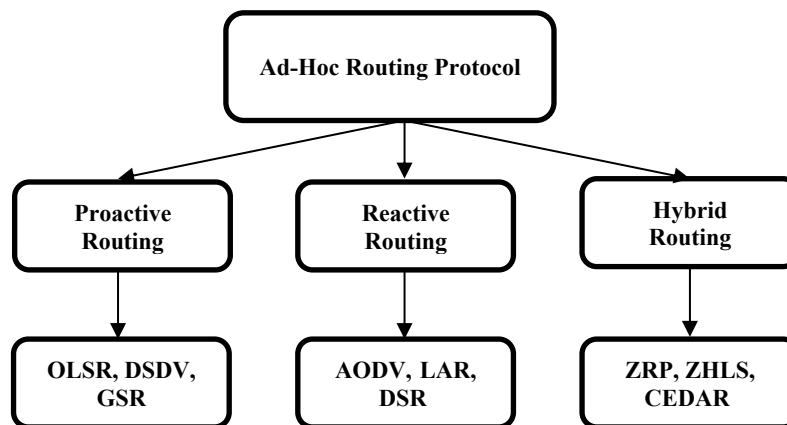 Ad-Hoc Routing Protocol
Proactive
Routing
Reactive
Routing
Hybrid
Routing
OLSR, DSDV,
GSR
AODV, LAR,
DSR
ZRP, ZHLS,
CEDAR